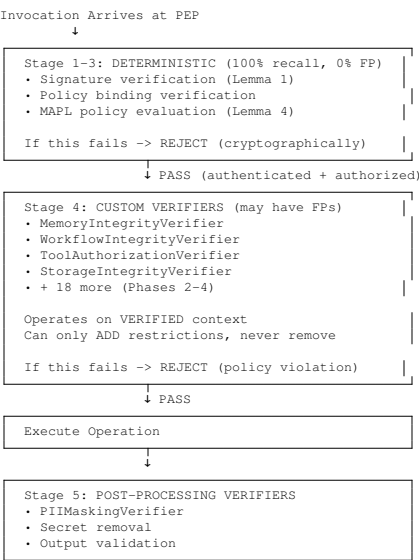 Invocation Arrives at PEP
↓
Stage 1-3: DETERMINISTIC (100% recall, 0% FP)
• Signature verification (Lemma 1)
• Policy binding verification
• MAPL policy evaluation (Lemma 4)
If this fails -> REJECT (cryptographically)
↓ PASS (authenticated + authorized)
Stage 4: CUSTOM VERIFIERS (may have FPs)
• MemoryIntegrityVerifier
• WorkflowIntegrityVerifier
• ToolAuthorizationVerifier
• StorageIntegrityVerifier
• + 18 more (Phases 2-4)
Operates on VERIFIED context
Can only ADD restrictions, never remove
If this fails -> REJECT (policy violation)
↓ PASS
Execute Operation
↓
Stage 5: POST-PROCESSING VERIFIERS
• PIIMaskingVerifier
• Secret removal
• Output validation